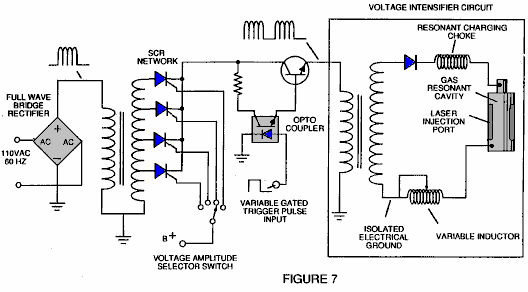 VOLTAGE INTENSIFIER CIRCUIT
RESONANT CHARGING
CHOKE
SCR
NETWORK
FULL WAVE
BRIDGE
RECTIFIER
GAS
RESONANT
CAVITY
LASER
INJECTION
PORT
OPTO
COUPLER
+
AC AC
−
110VAC
60 HZ
VARIABLE GATED
TRIGGER PULSE
INPUT
B+
VOLTAGE AMPLITUDE
SELECTOR SWITCH
ISOLATED
ELECTRICAL
GROUND
VARIABLE INDUCTOR
FIGURE 7